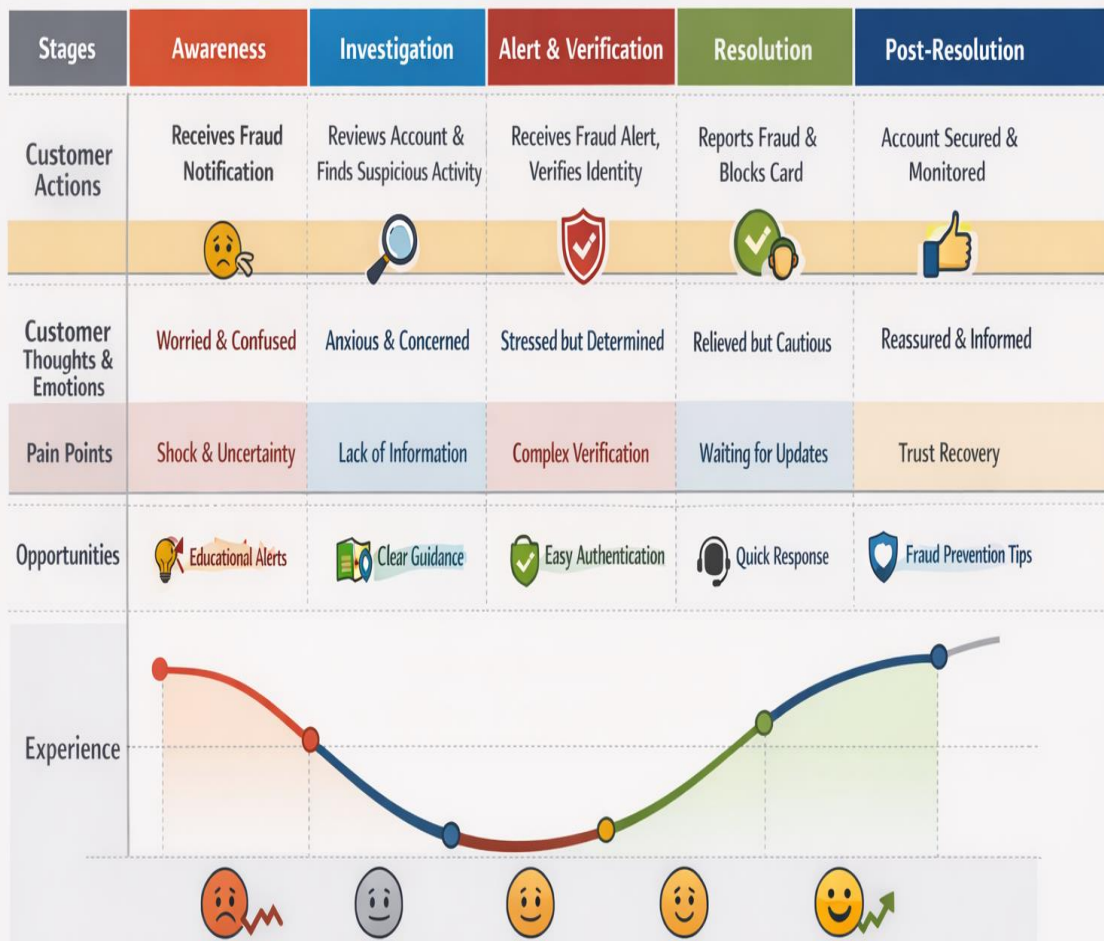 Stages
Awareness
Investigation
Alert & Verification
Resolution
Post-Resolution
Customer
Actions
Receives Fraud
Notification
Reviews Account &
Finds Suspicious Activity
Receives Fraud Alert,
Verifies Identity
Reports Fraud &
Blocks Card
Account Secured &
Monitored
Customer
Thoughts &
Emotions
Worried & Confused
Anxious & Concerned
Stressed but Determined
Relieved but Cautious
Reassured & Informed
Pain Points
Shock & Uncertainty
Lack of Information
Complex Verification
Waiting for Updates
Trust Recovery
Opportunities
Educational Alerts
Clear Guidance
Easy Authentication
Quick Response
Fraud Prevention Tips
Experience